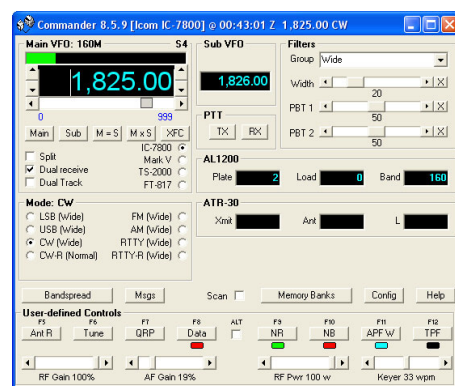 Commander 8.5.9 [Icom IC-7800] @ 00:43:01 Z 1,825.00 CW
Main VFO: 160M S4
1,825.00
0 999
Main Sub M = S M x S XFC
Split
Dual receive
Dual Track
IC-7800
Mark V
TS-2000
FT-817
Sub VFO
1,826.00
PTT
TX RX
Filters
Group Wide
Width X
20
PBT 1 X
50
PBT 2 X
50
AL1200
Plate 2 Load 0 Band 160
Mode: CW
LSB (Wide) FM (Wide)
USB (Wide) AM (Wide)
CW (Wide) RTTY (Wide)
CW-R (Normal) RTTY-R (Wide)
ATR-30
Xmit Ant L
Bandspread Msgs Scan Memory Banks Config Help
User-defined Controls
F5 F6 F7 F8 ALT F9 F10 F11 F12
Ant R Tune QRP Data NR NB APF W TPF
RF Gain 100% AF Gain 19% RF Pwr 100 w Keyer 33 wpm